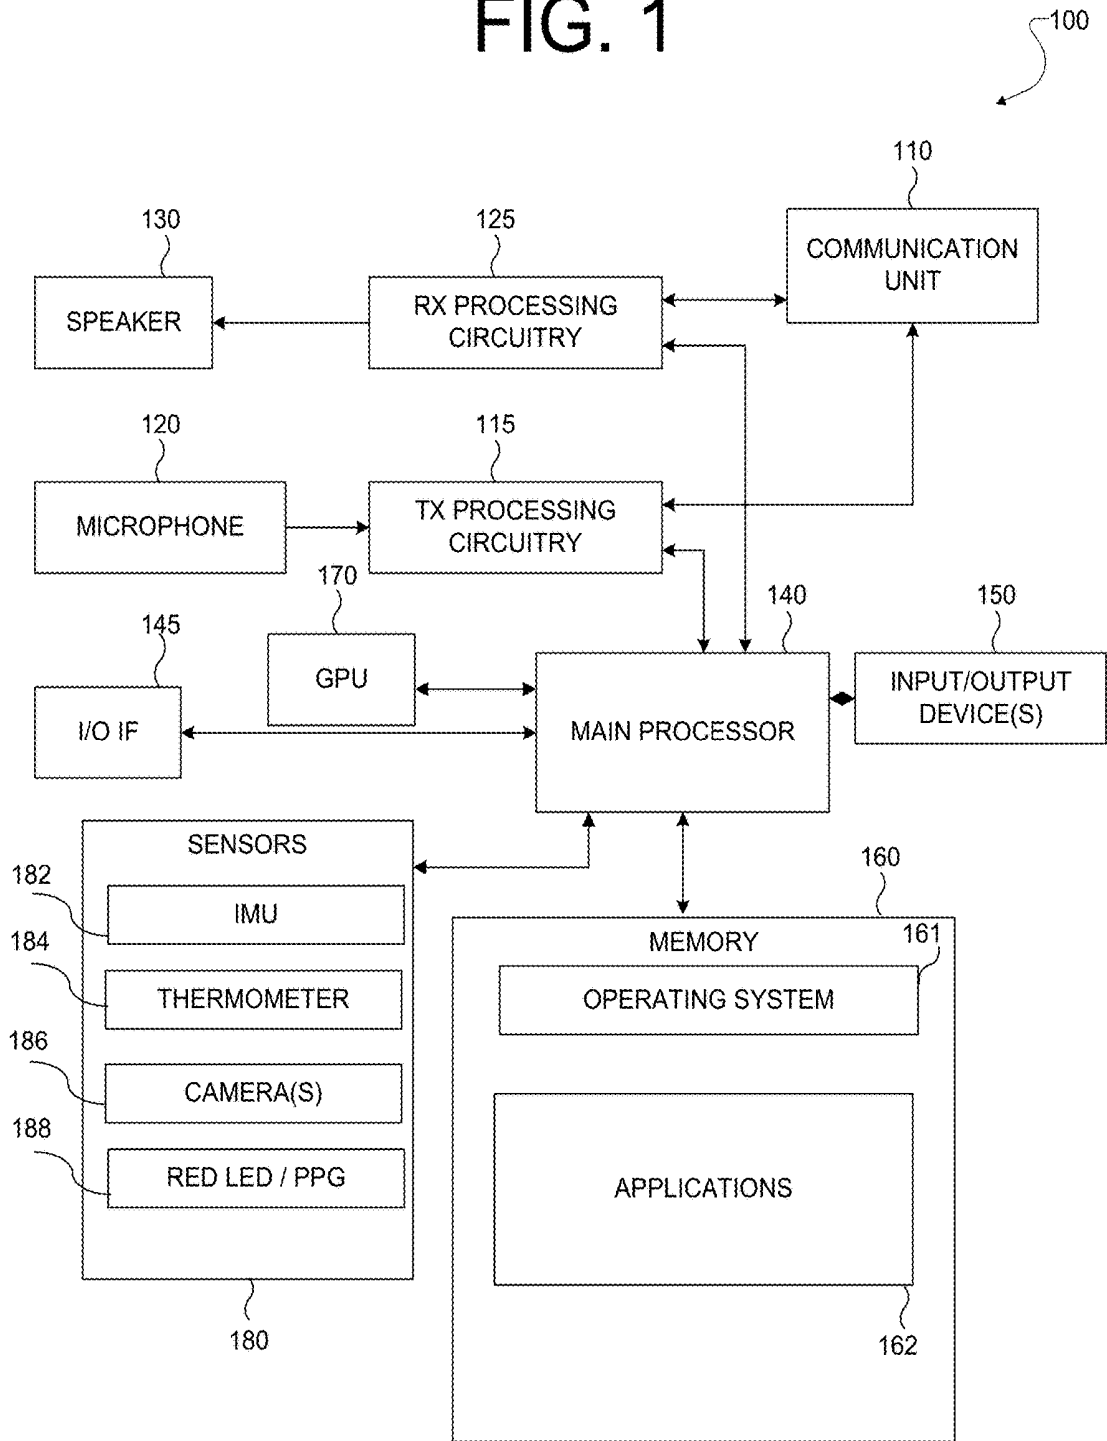 FIG. 1
100
110
COMMUNICATION
UNIT
130
SPEAKER
125
RX PROCESSING
CIRCUITRY
120
MICROPHONE
115
TX PROCESSING
CIRCUITRY
170
GPU
145
I/O IF
140
MAIN PROCESSOR
150
INPUT/OUTPUT
DEVICE(S)
SENSORS
182
IMU
184
THERMOMETER
186
CAMERA(S)
188
RED LED / PPG
180
160
MEMORY
161
OPERATING SYSTEM
APPLICATIONS
162